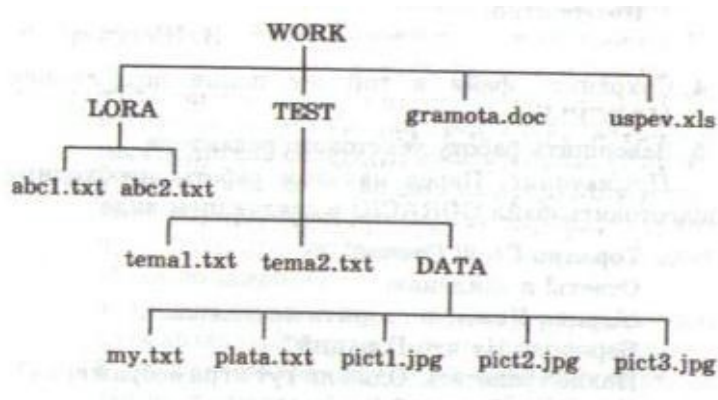 WORK
LORA TEST gramota.doc uspev.xls
abc1.txt abc2.txt
tema1.txt tema2.txt DATA
my.txt plata.txt pict1.jpg pict2.jpg pict3.jpg